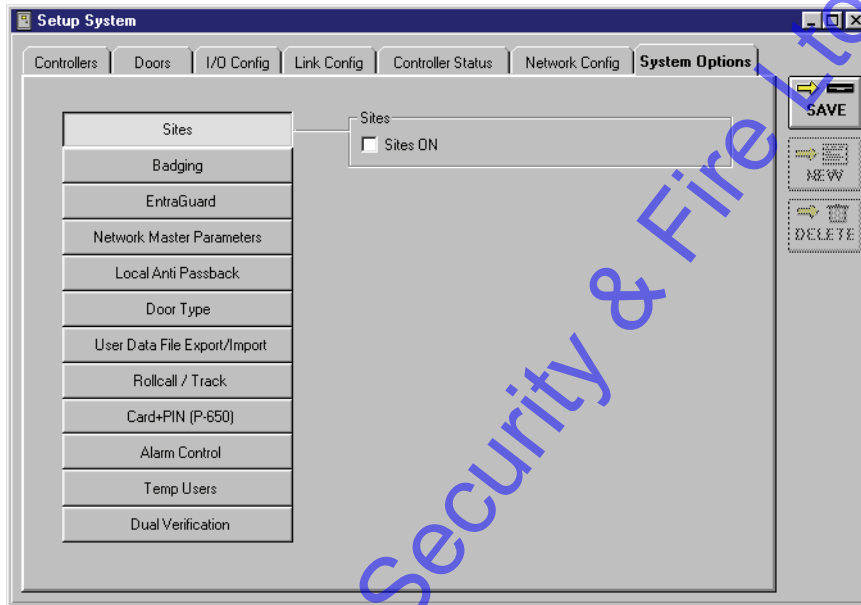 Setup System
Controllers
Doors
I/O Config
Link Config
Controller Status
Network Config
System Options
Sites
Badging
EntraGuard
Network Master Parameters
Local Anti Passback
Door Type
User Data File Export/Import
Rollcall / Track
Card+PIN (P-650)
Alarm Control
Temp Users
Dual Verification
Sites
Sites ON
SAVE
NEW
DELETE
Security & Fire Ltd